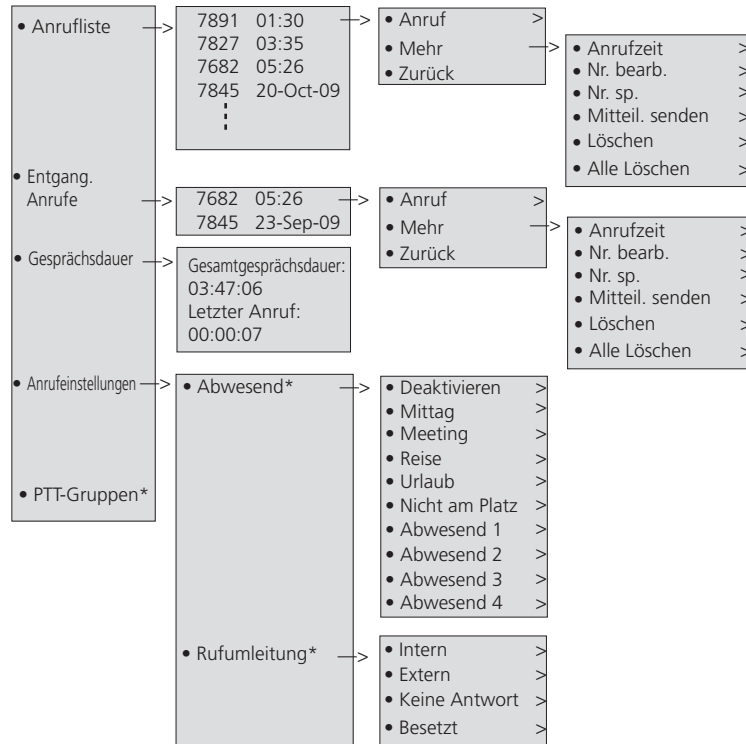 • Anrufliste
7891 01:30
7827 03:35
7682 05:26
7845 20-Oct-09
• Anruf >
• Mehr
• Zurück
• Anrufzeit >
• Nr. bearb. >
• Nr. sp. >
• Mitteil. senden >
• Löschen >
• Alle Löschen >
• Entgang.
Anrufe
7682 05:26
7845 23-Sep-09
• Anruf >
• Mehr
• Zurück
• Anrufzeit >
• Nr. bearb. >
• Nr. sp. >
• Mitteil. senden >
• Löschen >
• Alle Löschen >
• Gesprächsdauer
Gesamtgesprächsdauer:
03:47:06
Letzter Anruf:
00:00:07
• Anrufeinstellungen
• Abwesend*
• Deaktivieren >
• Mittag >
• Meeting >
• Reise >
• Urlaub >
• Nicht am Platz >
• Abwesend 1 >
• Abwesend 2 >
• Abwesend 3 >
• Abwesend 4 >
• PTT-Gruppen*
• Rufumleitung*
• Intern >
• Extern >
• Keine Antwort >
• Besetzt >